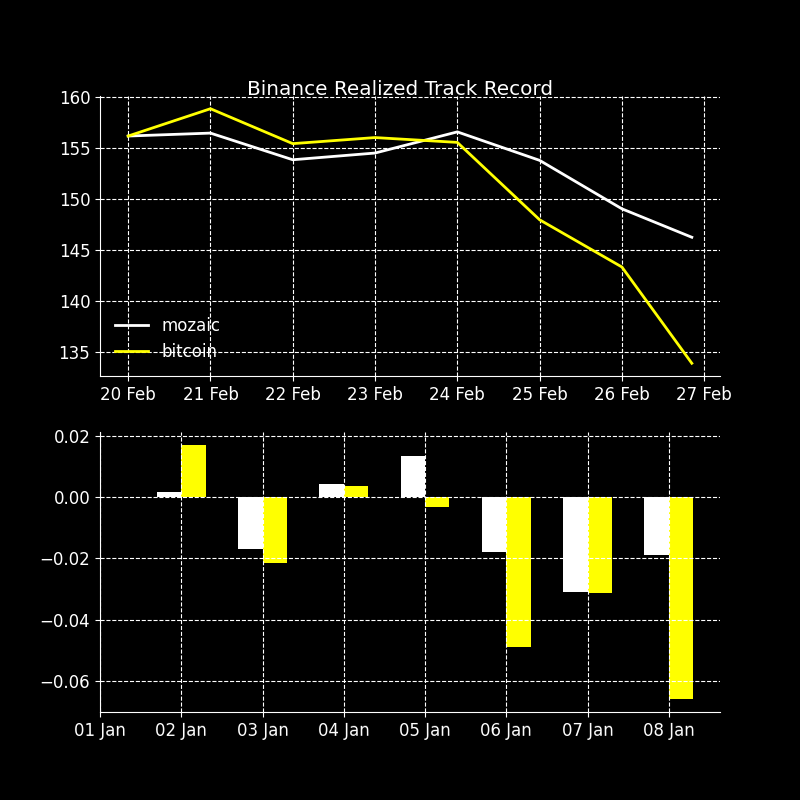 Binance Realized Track Record
160
155
150
145
140
135
mozaic
bitcoin
20 Feb 21 Feb 22 Feb 23 Feb 24 Feb 25 Feb 26 Feb 27 Feb
0.02
0.00
−0.02
−0.04
−0.06
01 Jan 02 Jan 03 Jan 04 Jan 05 Jan 06 Jan 07 Jan 08 Jan